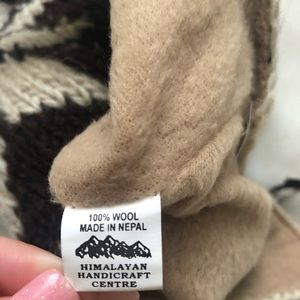 100% WOOL
MADE IN NEPAL
HIMALAYAN
HANDICRAFT
CENTRE